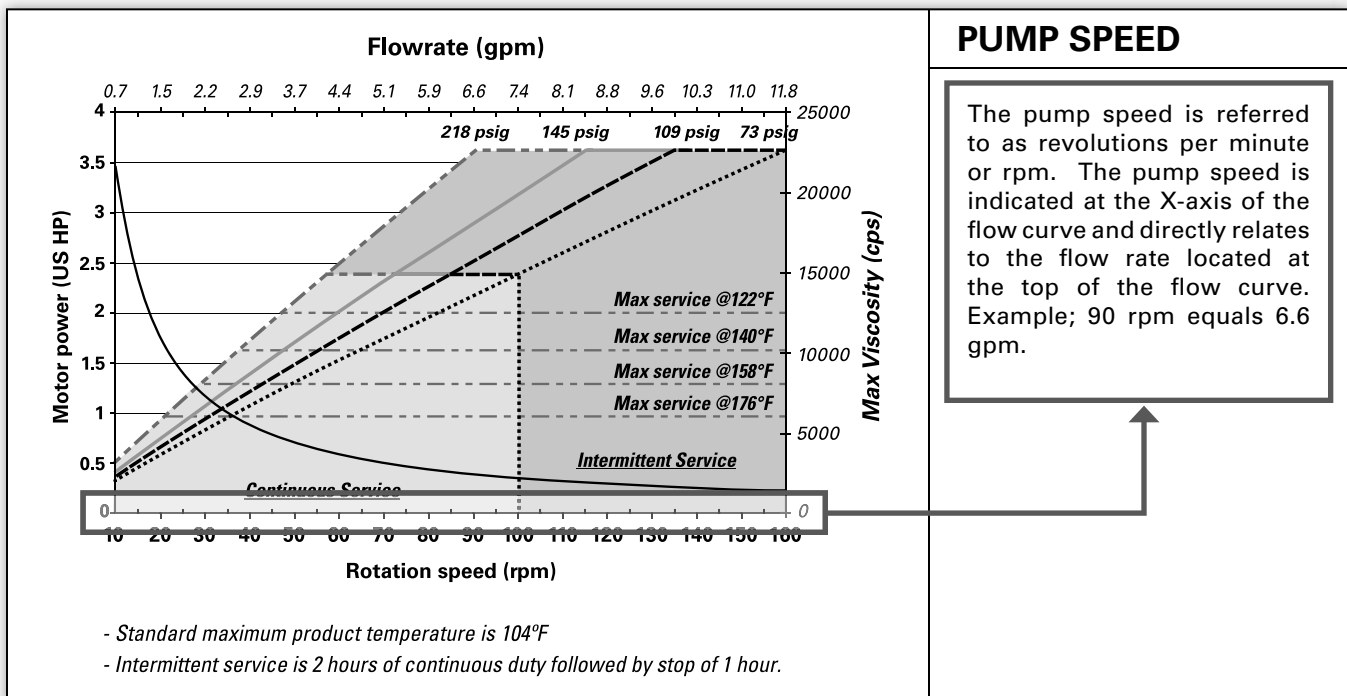 Flowrate (gpm)
0.7 1.5 2.2 2.9 3.7 4.4 5.1 5.9 6.6 7.4 8.1 8.8 9.6 10.3 11.0 11.8
4
3.5
3
2.5
2
1.5
1
0.5
0
Motor power (US HP)
218 psig 145 psig 109 psig 73 psig
Max service @122°F
Max service @140°F
Max service @158°F
Max service @176°F
Intermittent Service
Continuous Service
25000
20000
15000
10000
5000
0
Max Viscosity (cps)
10 20 30 40 50 60 70 80 90 100 110 120 130 140 150 160
Rotation speed (rpm)
- Standard maximum product temperature is 104ºF
- Intermittent service is 2 hours of continuous duty followed by stop of 1 hour.
PUMP SPEED
The pump speed is referred
to as revolutions per minute
or rpm. The pump speed is
indicated at the X-axis of the
flow curve and directly relates
to the flow rate located at
the top of the flow curve.
Example; 90 rpm equals 6.6
gpm.